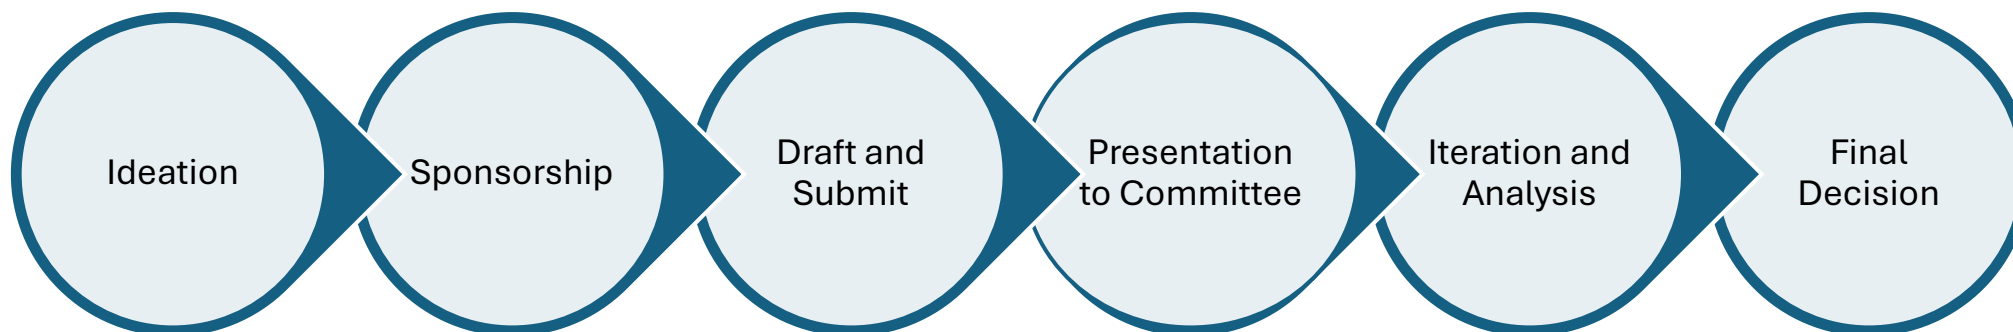 Ideation
Sponsorship
Draft and
Submit
Presentation
to Committee
Iteration and
Analysis
Final
Decision